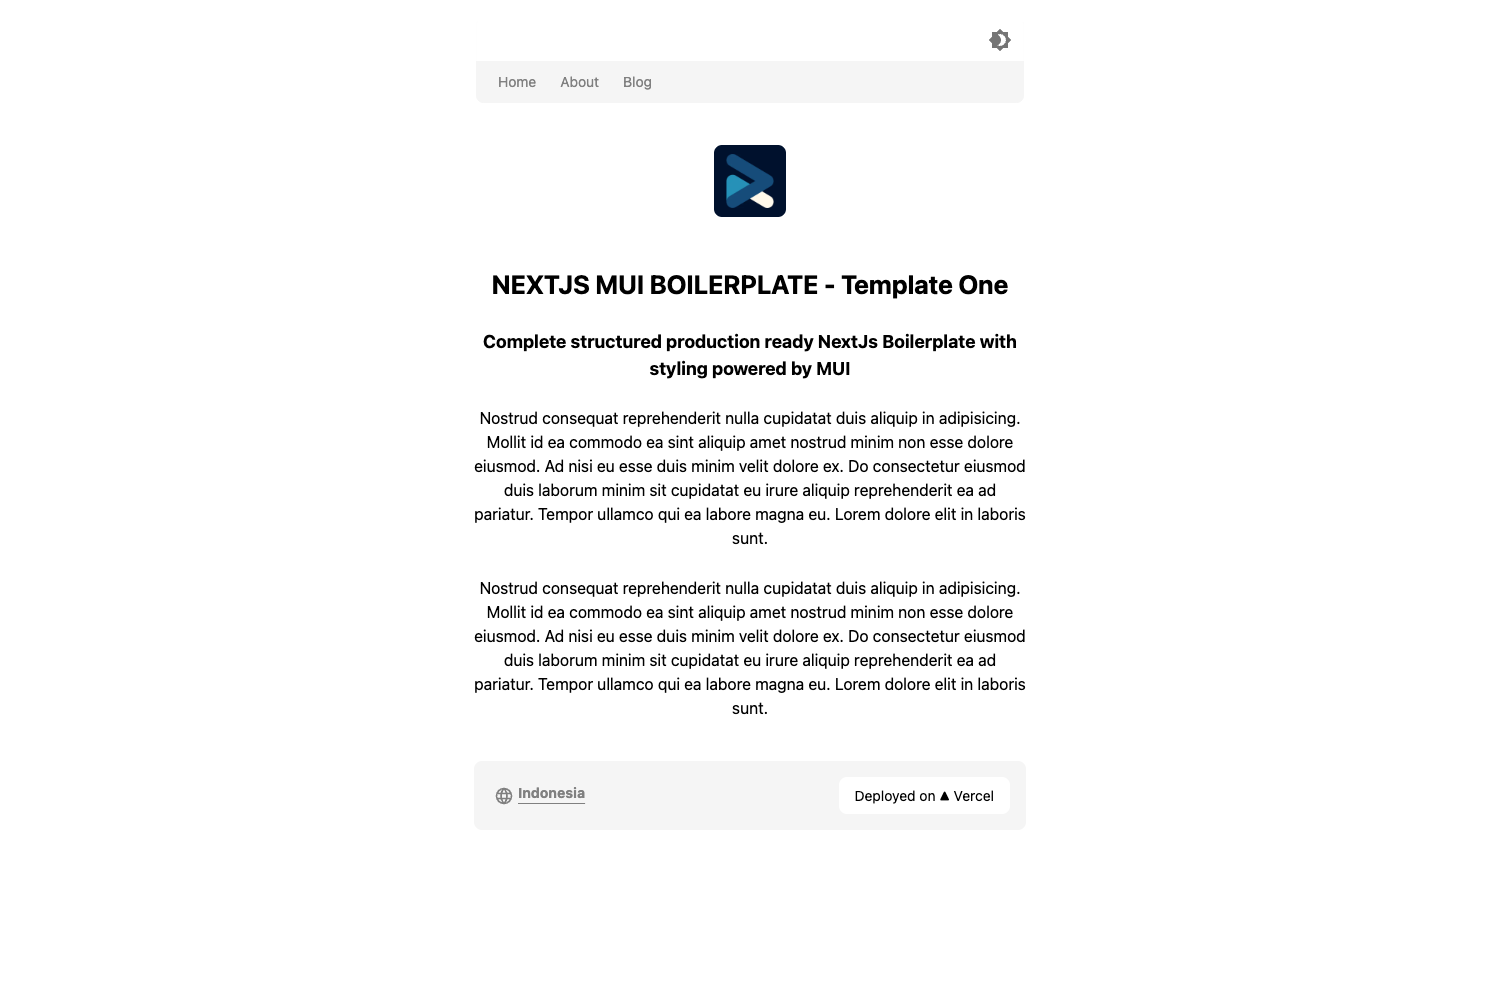 Home About Blog
NEXTJS MUI BOILERPLATE - Template One
Complete structured production ready NextJs Boilerplate with
styling powered by MUI
Nostrud consequat reprehenderit nulla cupidatat duis aliquip in adipisicing.
Mollit id ea commodo ea sint aliquip amet nostrud minim non esse dolore
eiusmod. Ad nisi eu esse duis minim velit dolore ex. Do consectetur eiusmod
duis laborum minim sit cupidatat eu irure aliquip reprehenderit ea ad
pariatur. Tempor ullamco qui ea labore magna eu. Lorem dolore elit in laboris
sunt.
Nostrud consequat reprehenderit nulla cupidatat duis aliquip in adipisicing.
Mollit id ea commodo ea sint aliquip amet nostrud minim non esse dolore
eiusmod. Ad nisi eu esse duis minim velit dolore ex. Do consectetur eiusmod
duis laborum minim sit cupidatat eu irure aliquip reprehenderit ea ad
pariatur. Tempor ullamco qui ea labore magna eu. Lorem dolore elit in laboris
sunt.
Indonesia
Deployed on ▲ Vercel